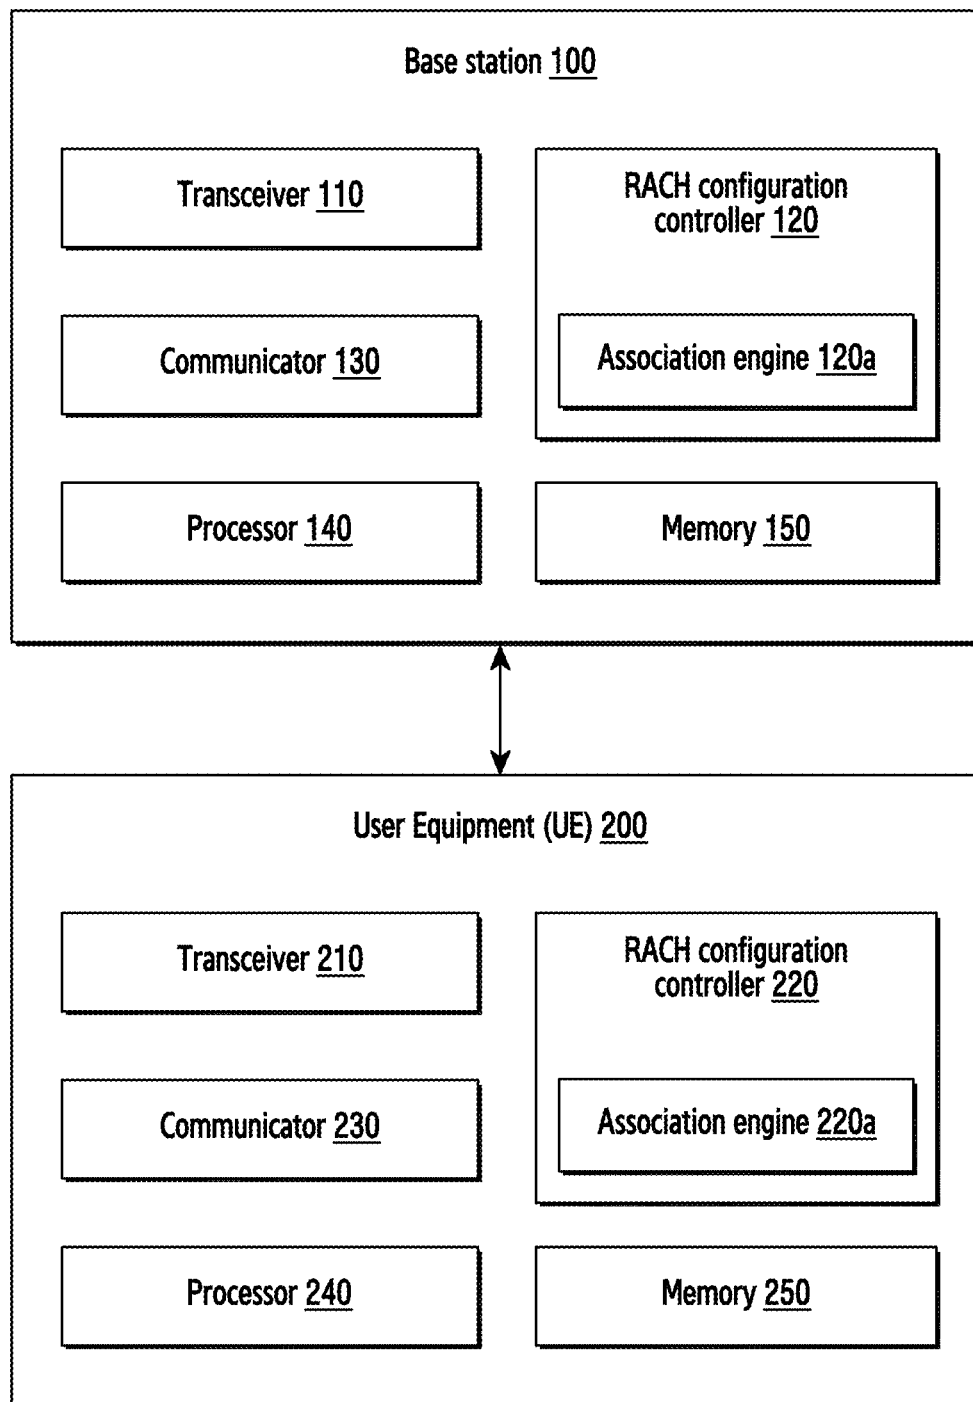 Base station 100
Transceiver 110
RACH configuration
controller 120
Communicator 130
Association engine 120a
Processor 140
Memory 150
User Equipment (UE) 200
Transceiver 210
RACH configuration
controller 220
Communicator 230
Association engine 220a
Processor 240
Memory 250